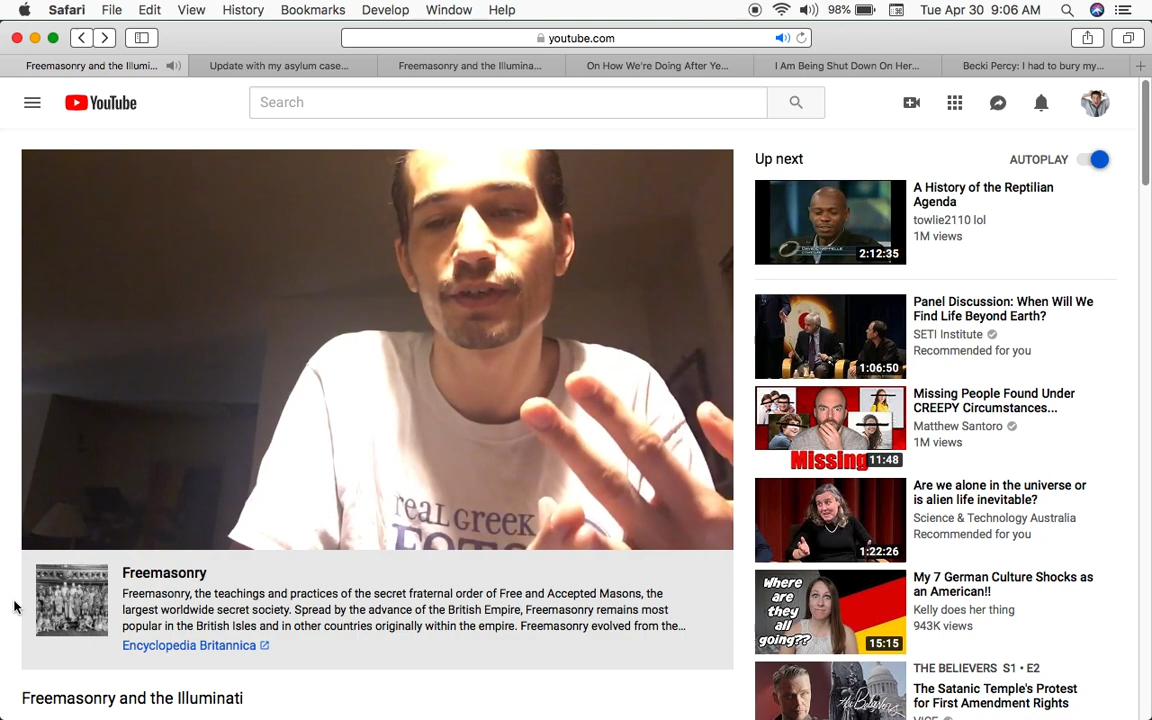 Safari File Edit View History Bookmarks Develop Window Help 98% Tue Apr 30 9:06 AM
youtube.com
Freemasonry and the Illumi... Update with my asylum case... Freemasonry and the Illumina... On How We're Doing After Ye... I Am Being Shut Down On Her... Becki Percy: I had to bury my...
YouTube
Search
real GREEK
Freemasonry
Freemasonry, the teachings and practices of the secret fraternal order of Free and Accepted Masons, the
largest worldwide secret society. Spread by the advance of the British Empire, Freemasonry remains most
popular in the British Isles and in other countries originally within the empire. Freemasonry evolved from the...
Encyclopedia Britannica
Freemasonry and the Illuminati
Up next AUTOPLAY
A History of the Reptilian
Agenda
towlie2110 lol
1M views
2:12:35
Panel Discussion: When Will We
Find Life Beyond Earth?
SETI Institute
Recommended for you
1:06:50
Missing People Found Under
CREEPY Circumstances...
Matthew Santoro
1M views
Missing
11:48
Are we alone in the universe or
is alien life inevitable?
Science & Technology Australia
Recommended for you
1:22:26
My 7 German Culture Shocks as
an American!!
Kelly does her thing
943K views
Where
are
they
all
going??
15:15
THE BELIEVERS S1 • E2
The Satanic Temple's Protest
for First Amendment Rights
VICE